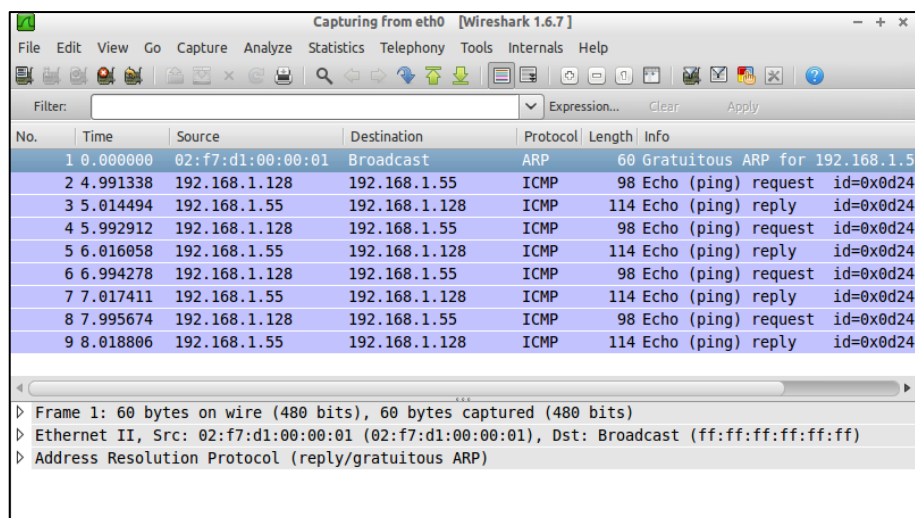 Capturing from eth0 [Wireshark 1.6.7 ]
File Edit View Go Capture Analyze Statistics Telephony Tools Internals Help
Filter: Expression... Clear Apply
No. Time Source Destination Protocol Length Info
1 0.000000 02:f7:d1:00:00:01 Broadcast ARP 60 Gratuitous ARP for 192.168.1.5
2 4.991338 192.168.1.128 192.168.1.55 ICMP 98 Echo (ping) request id=0x0d24
3 5.014494 192.168.1.55 192.168.1.128 ICMP 114 Echo (ping) reply id=0x0d24
4 5.992912 192.168.1.128 192.168.1.55 ICMP 98 Echo (ping) request id=0x0d24
5 6.016058 192.168.1.55 192.168.1.128 ICMP 114 Echo (ping) reply id=0x0d24
6 6.994278 192.168.1.128 192.168.1.55 ICMP 98 Echo (ping) request id=0x0d24
7 7.017411 192.168.1.55 192.168.1.128 ICMP 114 Echo (ping) reply id=0x0d24
8 7.995674 192.168.1.128 192.168.1.55 ICMP 98 Echo (ping) request id=0x0d24
9 8.018806 192.168.1.55 192.168.1.128 ICMP 114 Echo (ping) reply id=0x0d24
Frame 1: 60 bytes on wire (480 bits), 60 bytes captured (480 bits)
Ethernet II, Src: 02:f7:d1:00:00:01 (02:f7:d1:00:00:01), Dst: Broadcast (ff:ff:ff:ff:ff:ff)
Address Resolution Protocol (reply/gratuitous ARP)